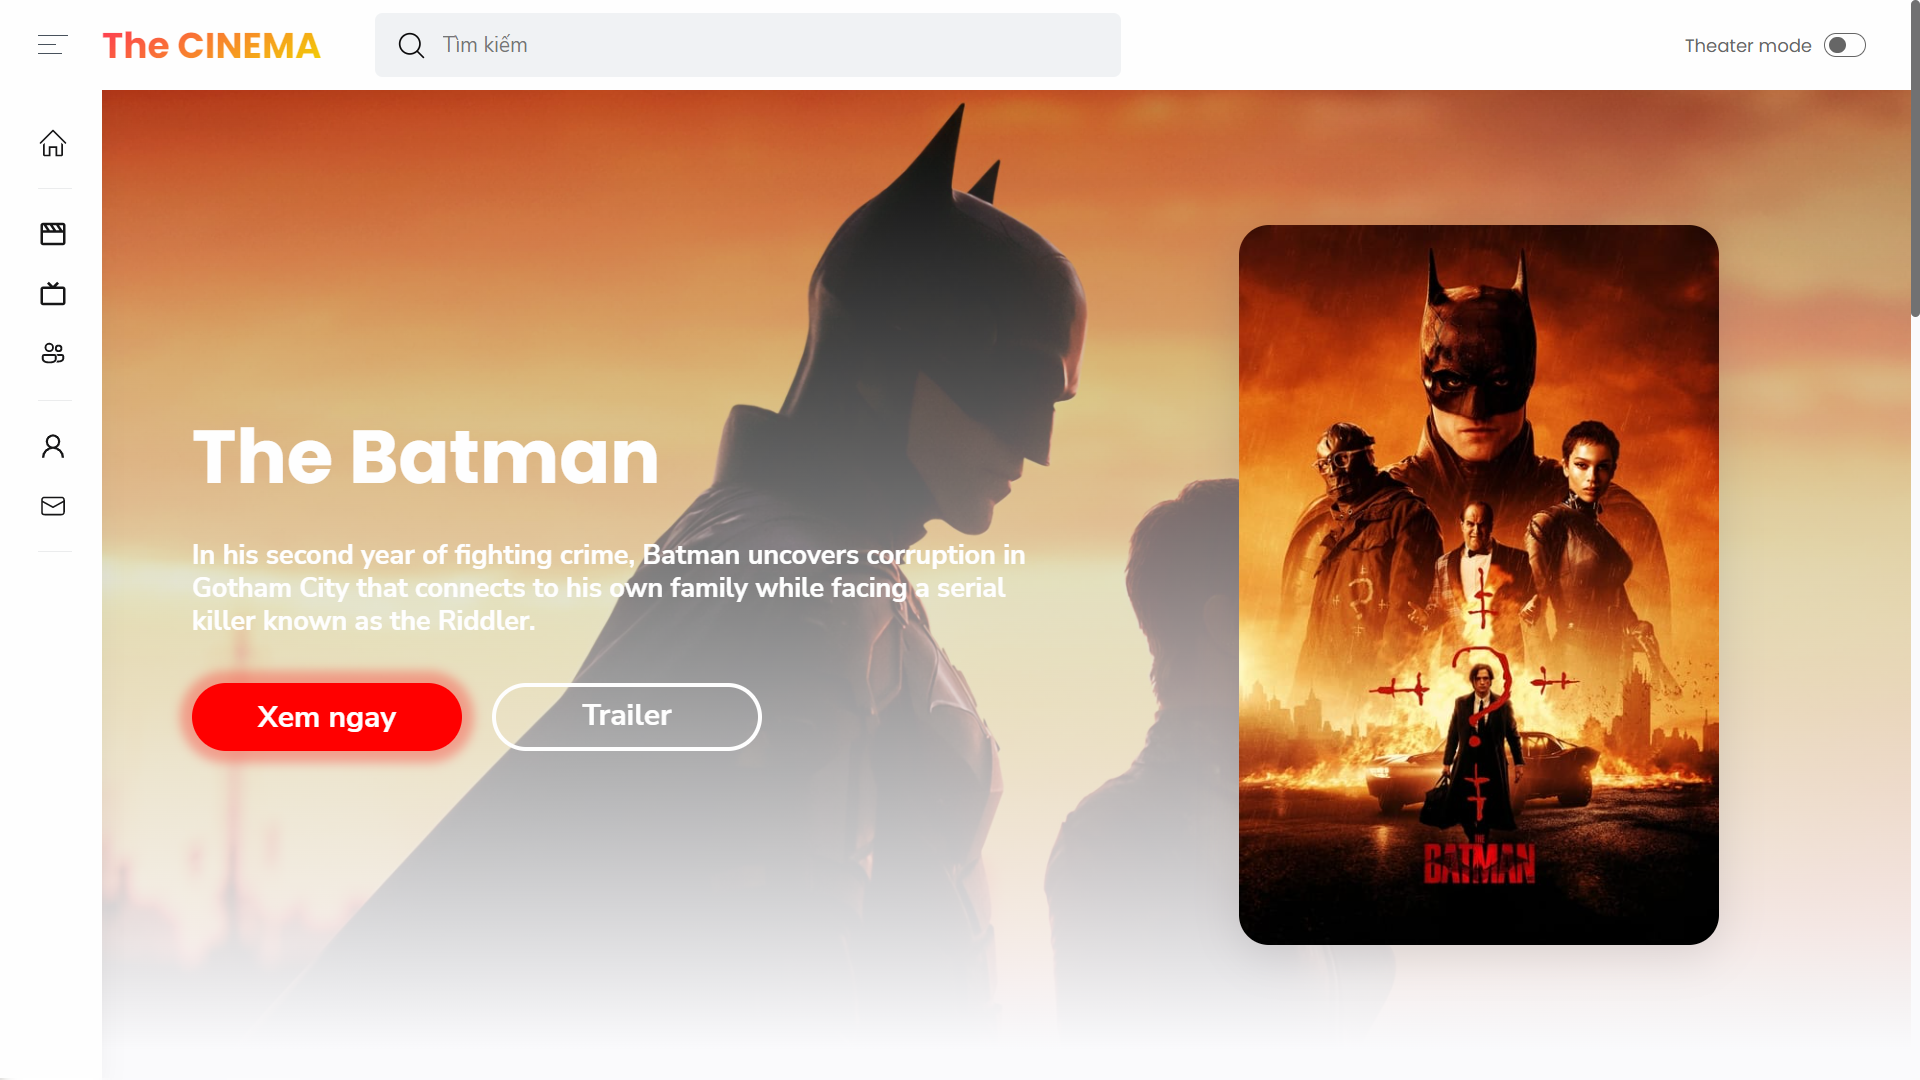 The CINEMA
Tìm kiếm
Theater mode
The Batman
In his second year of fighting crime, Batman uncovers corruption in
Gotham City that connects to his own family while facing a serial
killer known as the Riddler.
Xem ngay
Trailer
THE
BATMAN